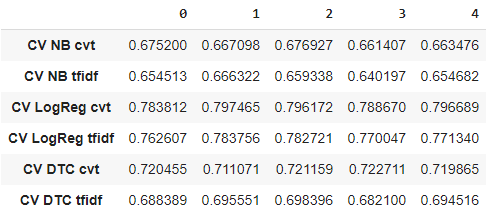 0 1 2 3 4
CV NB cvt 0.675200 0.667098 0.676927 0.661407 0.663476
CV NB tfidf 0.654513 0.666322 0.659338 0.640197 0.654682
CV LogReg cvt 0.783812 0.797465 0.796172 0.788670 0.796689
CV LogReg tfidf 0.762607 0.783756 0.782721 0.770047 0.771340
CV DTC cvt 0.720455 0.711071 0.721159 0.722711 0.719865
CV DTC tfidf 0.688389 0.695551 0.698396 0.682100 0.694516